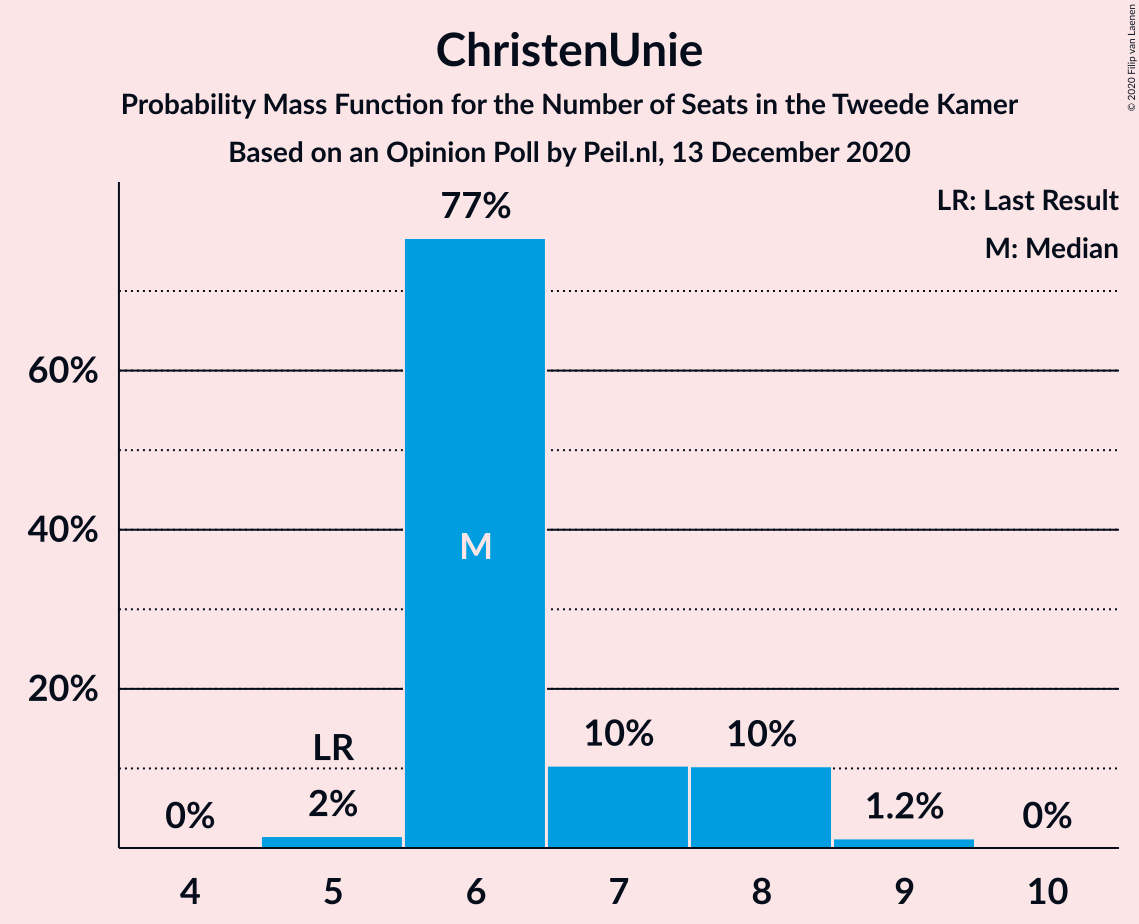 ChristenUnie
Probability Mass Function for the Number of Seats in the Tweede Kamer
Based on an Opinion Poll by Peil.nl, 13 December 2020
© 2020 Filip van Laenen
LR: Last Result
M: Median
77%
60%
40%
M
20%
LR
10%
10%
0%
2%
1.2%
0%
4 5 6 7 8 9 10